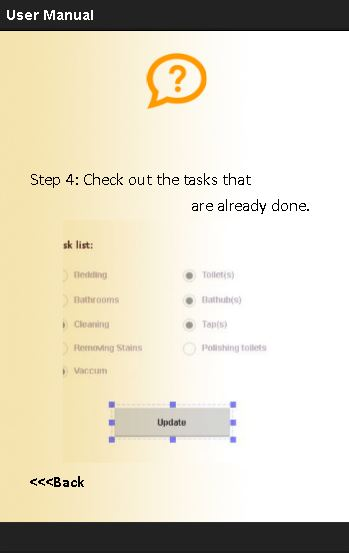 User Manual
?
Step 4: Check out the tasks that
are already done.
sk list:
Bedding
Toilet(s)
Bathrooms
Bathub(s)
Cleaning
Tap(s)
Removing Stains
Polishing toilets
Vaccum
Update
<<<Back